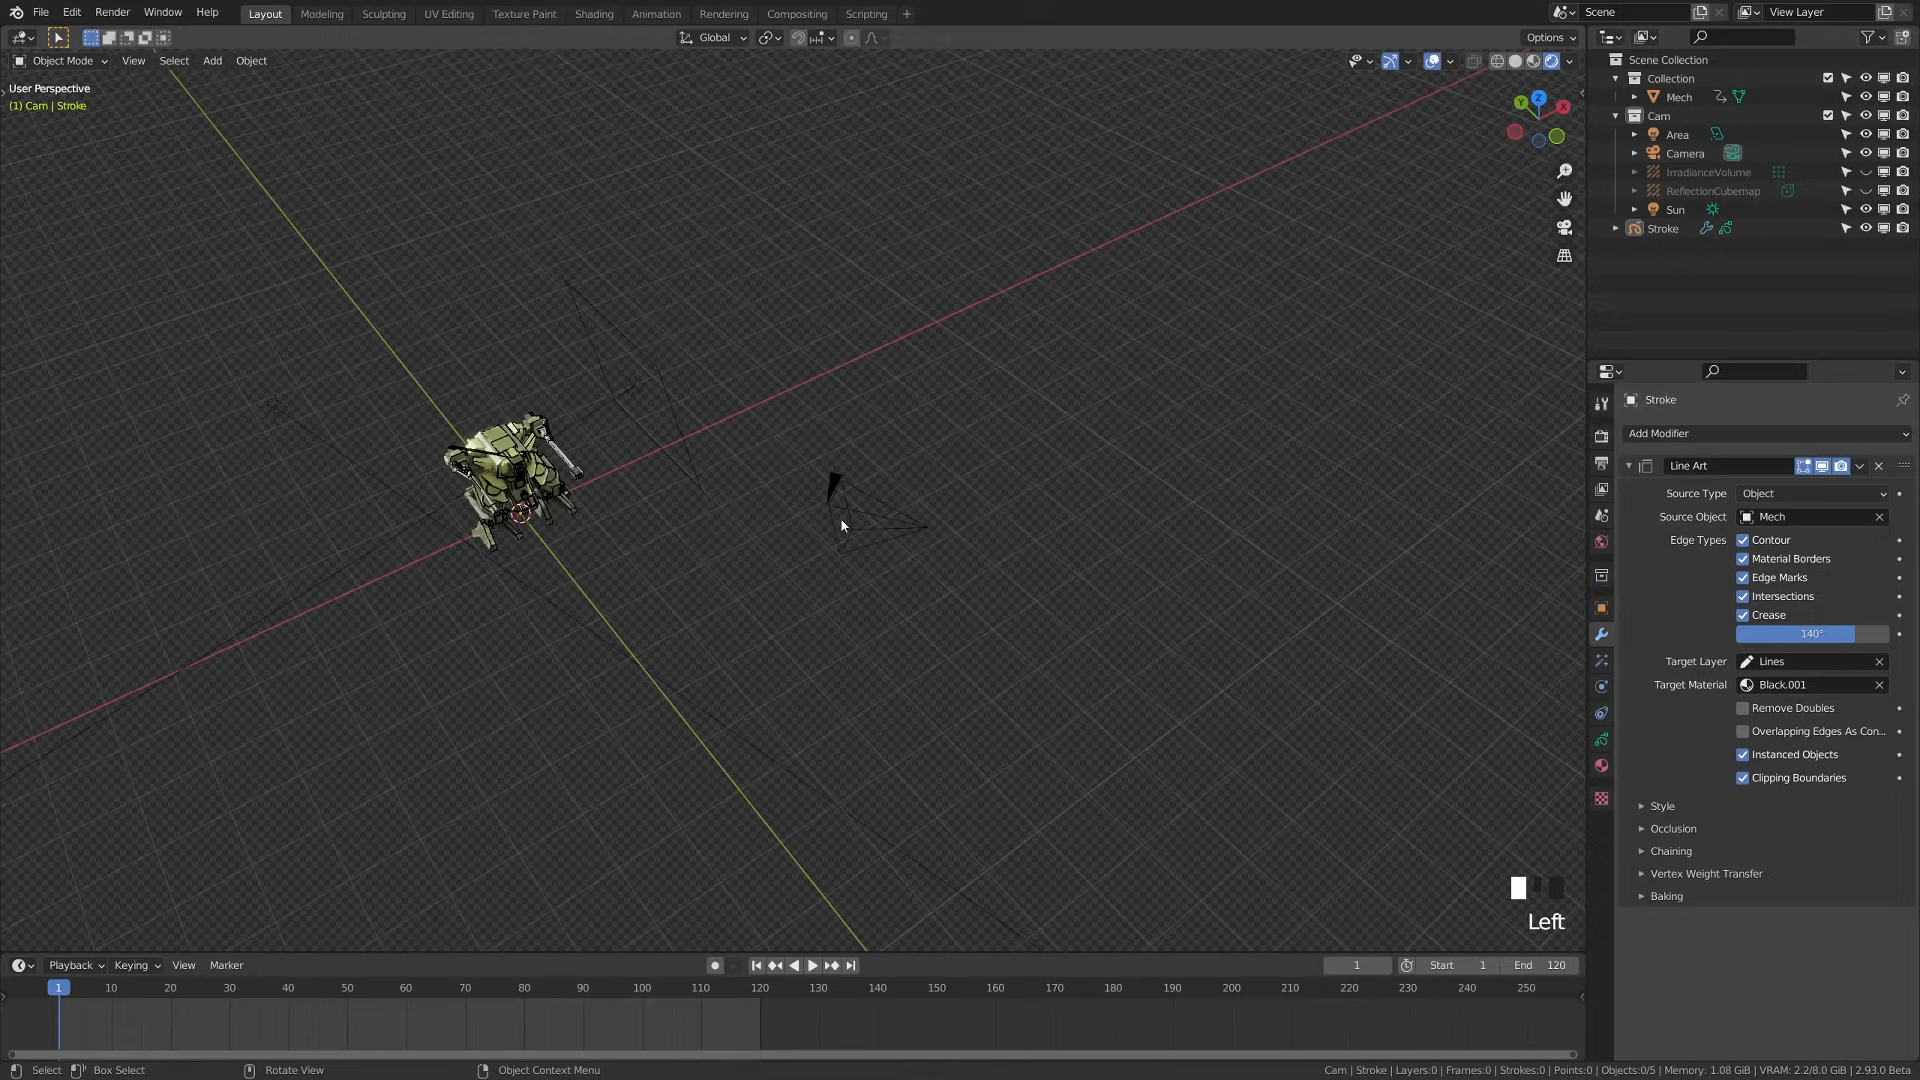 File Edit Render Window Help
Layout Modeling Sculpting UV Editing Texture Paint Shading Animation Rendering Compositing Scripting +
Scene
View Layer
Global
Options
Object Mode View Select Add Object
User Perspective
(1) Cam | Stroke
Z
Y
X
Scene Collection
Collection
Mech
Cam
Area
Camera
IrradianceVolume
ReflectionCubemap
Sun
Stroke
Stroke
Add Modifier
Line Art
Source Type Object
Source Object Mech
Edge Types Contour
Material Borders
Edge Marks
Intersections
Crease
140°
Target Layer Lines
Target Material Black.001
Remove Doubles
Overlapping Edges As Con...
Instanced Objects
Clipping Boundaries
Style
Occlusion
Chaining
Vertex Weight Transfer
Baking
Left
Playback Keying View Marker
1 Start 1 End 120
1 10 20 30 40 50 60 70 80 90 100 110 120 130 140 150 160 170 180 190 200 210 220 230 240 250
Select Box Select Rotate View Object Context Menu
Cam | Stroke | Layers:0 | Frames:0 | Strokes:0 | Points:0 | Objects:0/5 | Memory: 1.08 GiB | VRAM: 2.2/8.0 GiB | 2.93.0 Beta